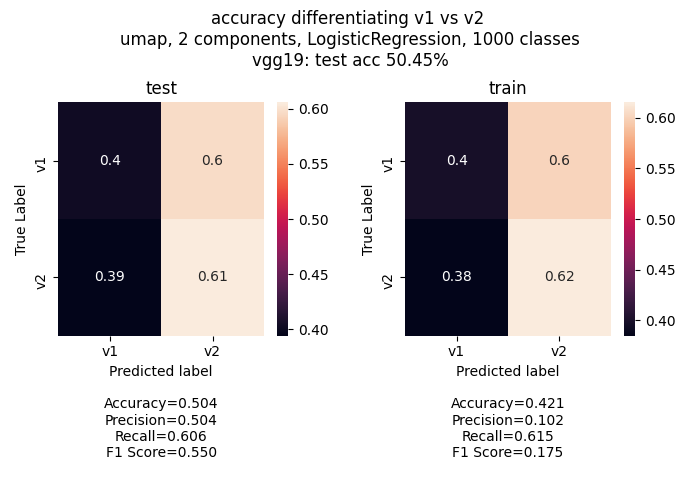 accuracy differentiating v1 vs v2
umap, 2 components, LogisticRegression, 1000 classes
vgg19: test acc 50.45%
test
True Label
v1
v2
0.4
0.6
0.39
0.61
v1
v2
Predicted label
0.60
0.55
0.50
0.45
0.40
Accuracy=0.504
Precision=0.504
Recall=0.606
F1 Score=0.550
train
True Label
v1
v2
0.4
0.6
0.38
0.62
v1
v2
Predicted label
0.60
0.55
0.50
0.45
0.40
Accuracy=0.421
Precision=0.102
Recall=0.615
F1 Score=0.175